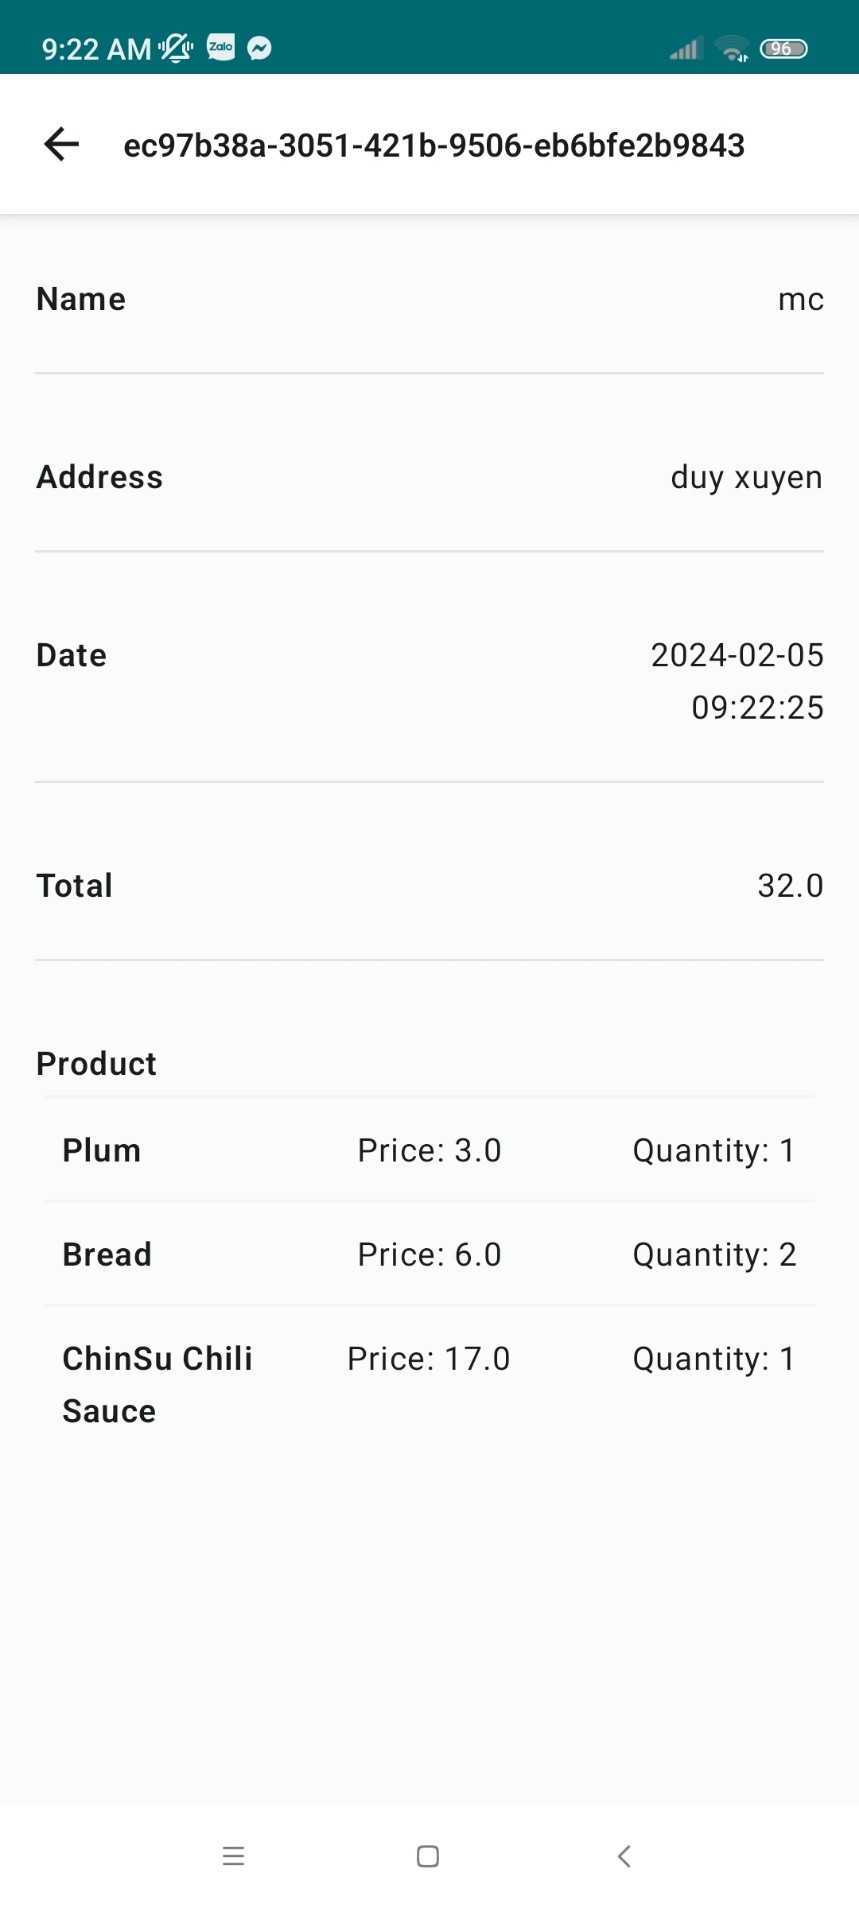 9:22 AM Zalo 96
ec97b38a-3051-421b-9506-eb6bfe2b9843
Name mc
Address duy xuyen
Date 2024-02-05
09:22:25
Total 32.0
Product
Plum Price: 3.0 Quantity: 1
Bread Price: 6.0 Quantity: 2
ChinSu Chili Price: 17.0 Quantity: 1
Sauce